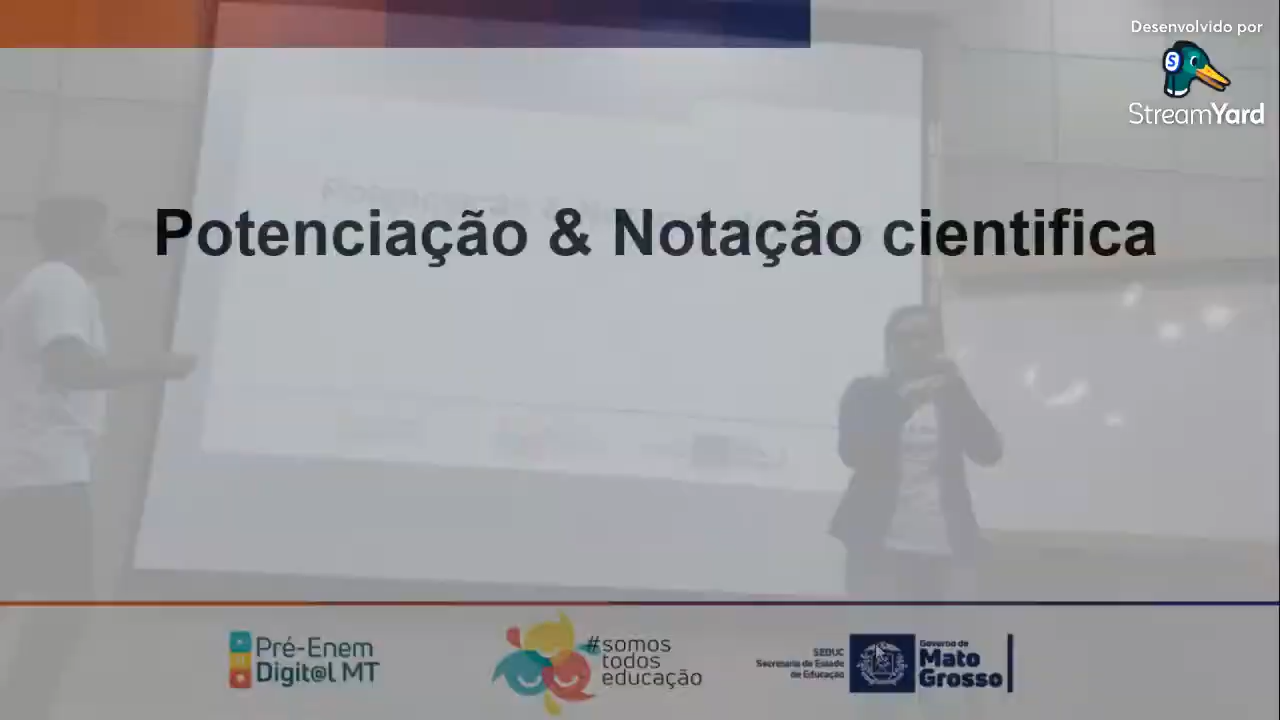 Desenvolvido por
StreamYard
Potenciação & Notação cientifica
Pré-Enem
Digit@l MT
#somos
todos
educação
SEDUC
Secretaria de Estado
de Educação
Governo de
Mato
Grosso